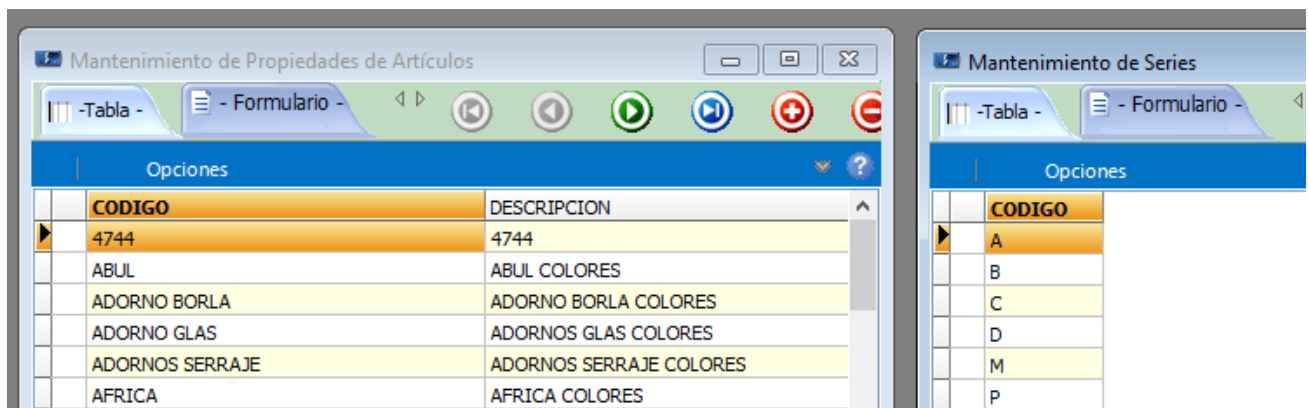 Mantenimiento de Propiedades de Artículos
-Tabla -
- Formulario -
Opciones
CODIGO DESCRIPCION
4744 4744
ABUL ABUL COLORES
ADORNO BORLA ADORNO BORLA COLORES
ADORNO GLAS ADORNOS GLAS COLORES
ADORNOS SERRAJE ADORNOS SERRAJE COLORES
AFRICA AFRICA COLORES
Mantenimiento de Series
-Tabla -
- Formulario -
Opciones
CODIGO
A
B
C
D
M
P